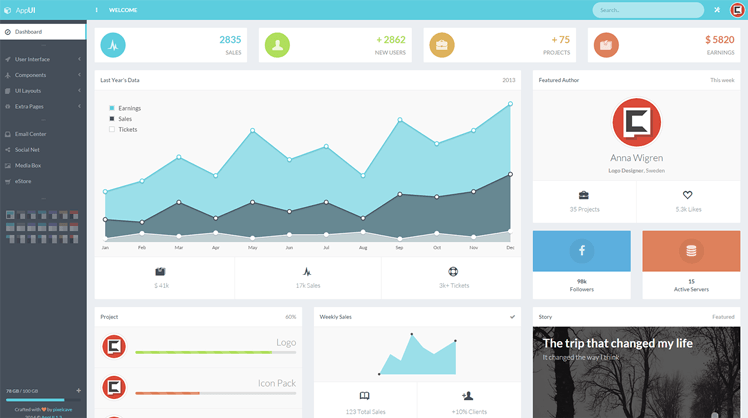 AppUI
WELCOME
Search..
Dashboard
User Interface
Components
UI Layouts
Extra Pages
Email Center
Social Net
Media Box
eStore
78 GB / 100 GB
Crafted with by pixelcave
2835
SALES
+ 2862
NEW USERS
+ 75
PROJECTS
$ 5820
EARNINGS
Last Year's Data
2013
Earnings
Sales
Tickets
Jan Feb Mar Apr May Jun Jul Aug Sep Oct Nov Dec
$ 41k
17k Sales
3k+ Tickets
Featured Author
This week
Anna Wigren
Logo Designer, Sweden
35 Projects
5.3k Likes
98k
Followers
15
Active Servers
Project
60%
Logo
Icon Pack
Weekly Sales
123 Total Sales
+10% Clients
Story
Featured
The trip that changed my life
It changed the way I think